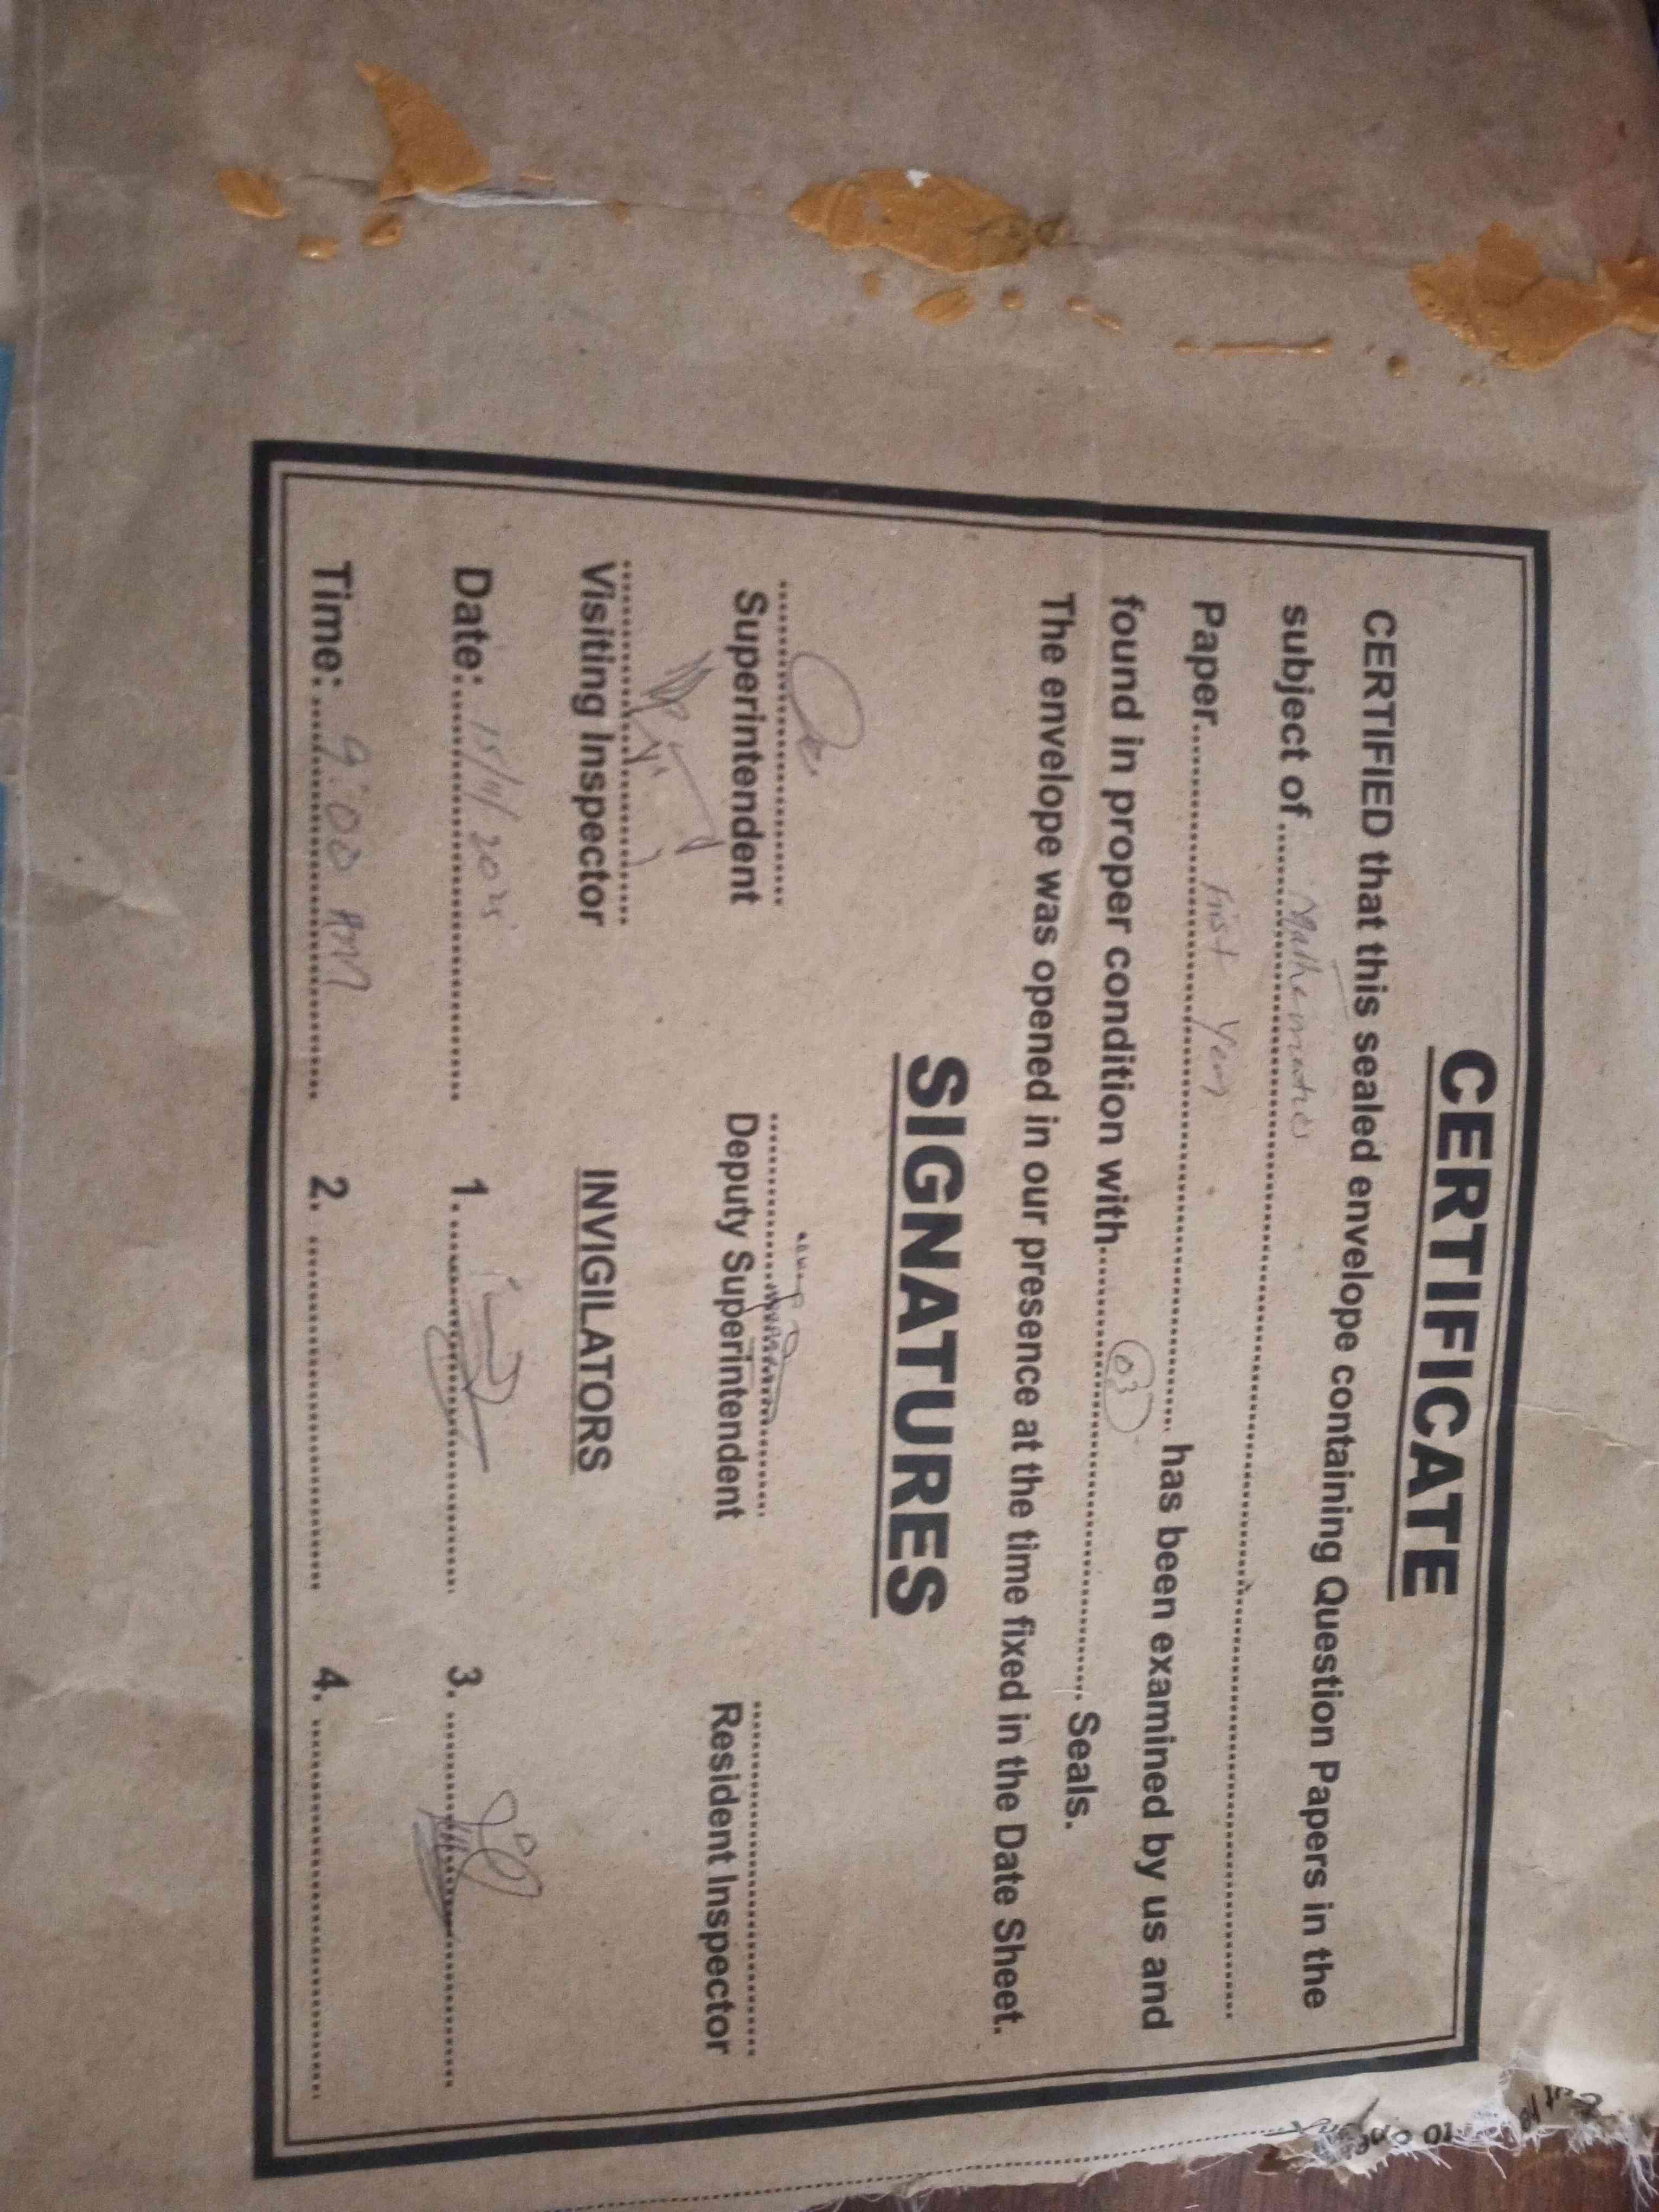 CERTIFICATE
CERTIFIED that this sealed envelope containing Question Papers in the
subject of Mathematics
Paper First Year has been examined by us and
found in proper condition with 03 Seals.
The envelope was opened in our presence at the time fixed in the Date Sheet.
SIGNATURES
Superintendent Deputy Superintendent Resident Inspector
Visiting Inspector INVIGILATORS
Date: 15/11/2025 1. 3.
Time: 9:00 AM 2. 4.